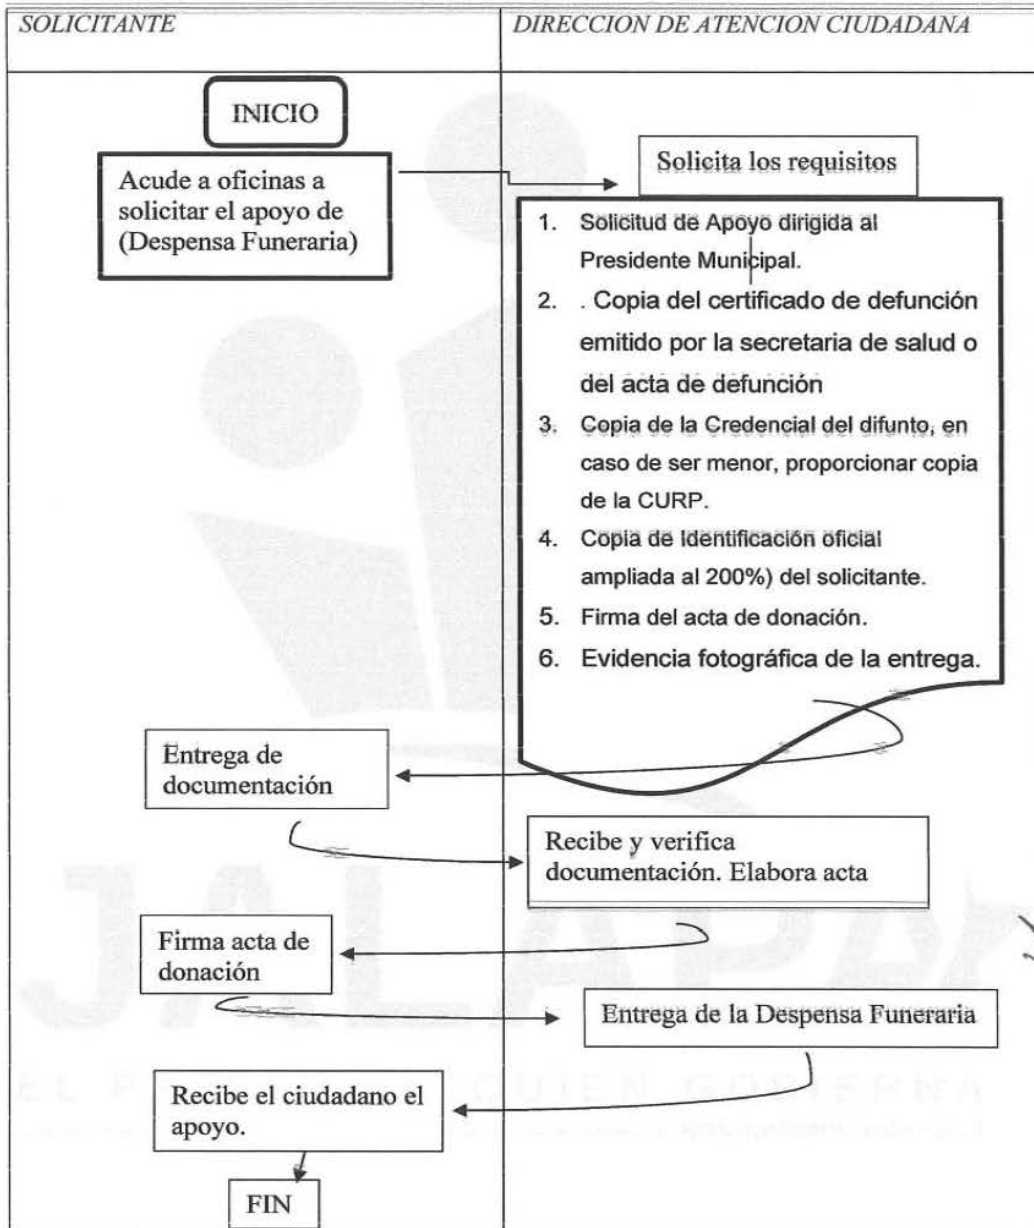 SOLICITANTE
DIRECCION DE ATENCION CIUDADANA
INICIO
Acude a oficinas a
solicitar el apoyo de
(Despensa Funeraria)
Solicita los requisitos
1. Solicitud de Apoyo dirigida al
Presidente Municipal.
2. . Copia del certificado de defunción
emitido por la secretaria de salud o
del acta de defunción
3. Copia de la Credencial del difunto, en
caso de ser menor, proporcionar copia
de la CURP.
4. Copia de Identificación oficial
ampliada al 200%) del solicitante.
5. Firma del acta de donación.
6. Evidencia fotográfica de la entrega.
Entrega de
documentación
Recibe y verifica
documentación. Elabora acta
Firma acta de
donación
Entrega de la Despensa Funeraria
Recibe el ciudadano el
apoyo.
FIN
JALAPA
EL P QUIEN GOBIERNA